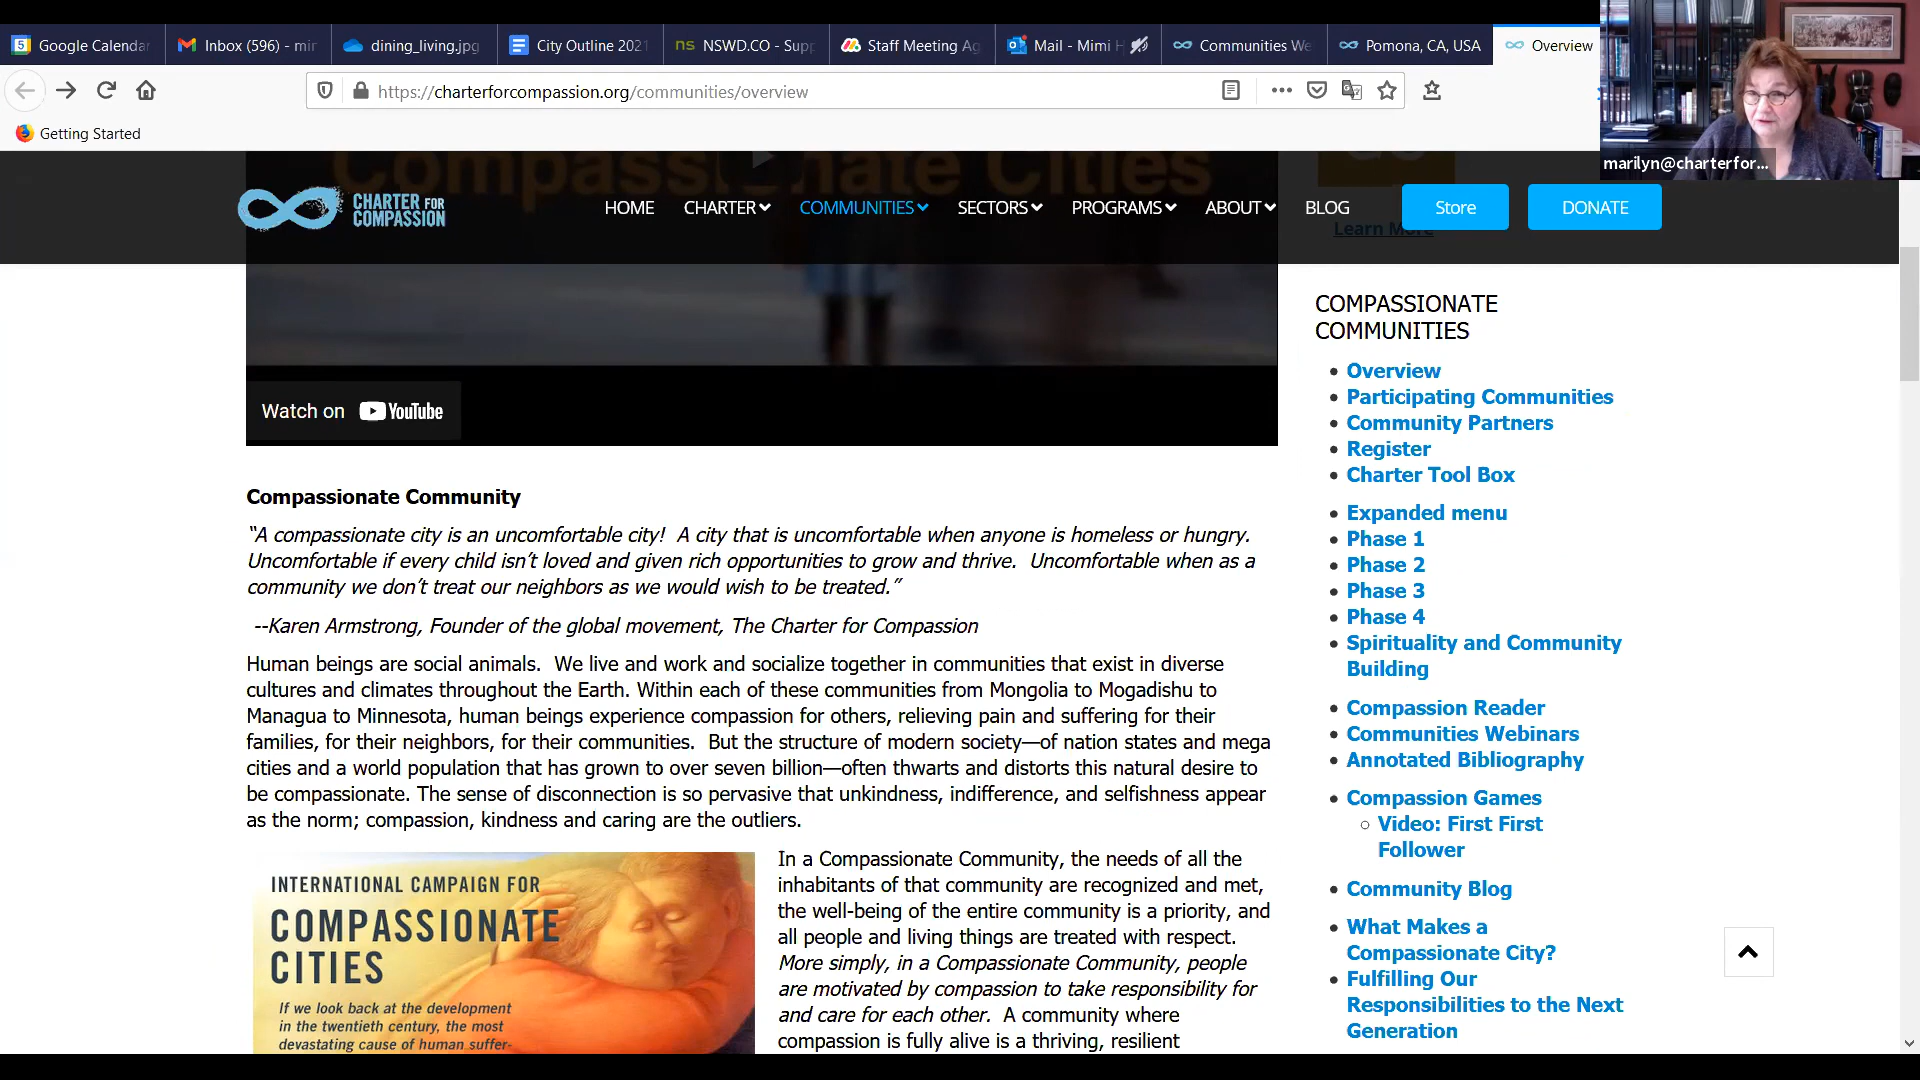 Google Calenda
Inbox (596) - mi
dining_living.jpg
City Outline 2021
NSWD.CO - Supp
Staff Meeting Ag
Mail - Mimi H
Communities We
Pomona, CA, USA
Overview
https://charterforcompassion.org/communities/overview
Getting Started
marilyn@charterfor...
Compassionate Cities
CHARTER FOR
COMPASSION
HOME CHARTER COMMUNITIES SECTORS PROGRAMS ABOUT BLOG Store DONATE
Learn More
Watch on YouTube
Compassionate Community
“A compassionate city is an uncomfortable city!  A city that is uncomfortable when anyone is homeless or hungry.
Uncomfortable if every child isn’t loved and given rich opportunities to grow and thrive.  Uncomfortable when as a
community we don’t treat our neighbors as we would wish to be treated.”
--Karen Armstrong, Founder of the global movement, The Charter for Compassion
Human beings are social animals.  We live and work and socialize together in communities that exist in diverse
cultures and climates throughout the Earth. Within each of these communities from Mongolia to Mogadishu to
Managua to Minnesota, human beings experience compassion for others, relieving pain and suffering for their
families, for their neighbors, for their communities.  But the structure of modern society—of nation states and mega
cities and a world population that has grown to over seven billion—often thwarts and distorts this natural desire to
be compassionate. The sense of disconnection is so pervasive that unkindness, indifference, and selfishness appear
as the norm; compassion, kindness and caring are the outliers.
INTERNATIONAL CAMPAIGN FOR
COMPASSIONATE
CITIES
If we look back at the development
in the twentieth century, the most
devastating cause of human suffer-
In a Compassionate Community, the needs of all the
inhabitants of that community are recognized and met,
the well-being of the entire community is a priority, and
all people and living things are treated with respect.
More simply, in a Compassionate Community, people
are motivated by compassion to take responsibility for
and care for each other.  A community where
compassion is fully alive is a thriving, resilient
COMPASSIONATE
COMMUNITIES
Overview
Participating Communities
Community Partners
Register
Charter Tool Box
Expanded menu
Phase 1
Phase 2
Phase 3
Phase 4
Spirituality and Community
Building
Compassion Reader
Communities Webinars
Annotated Bibliography
Compassion Games
Video: First First
Follower
Community Blog
What Makes a
Compassionate City?
Fulfilling Our
Responsibilities to the Next
Generation